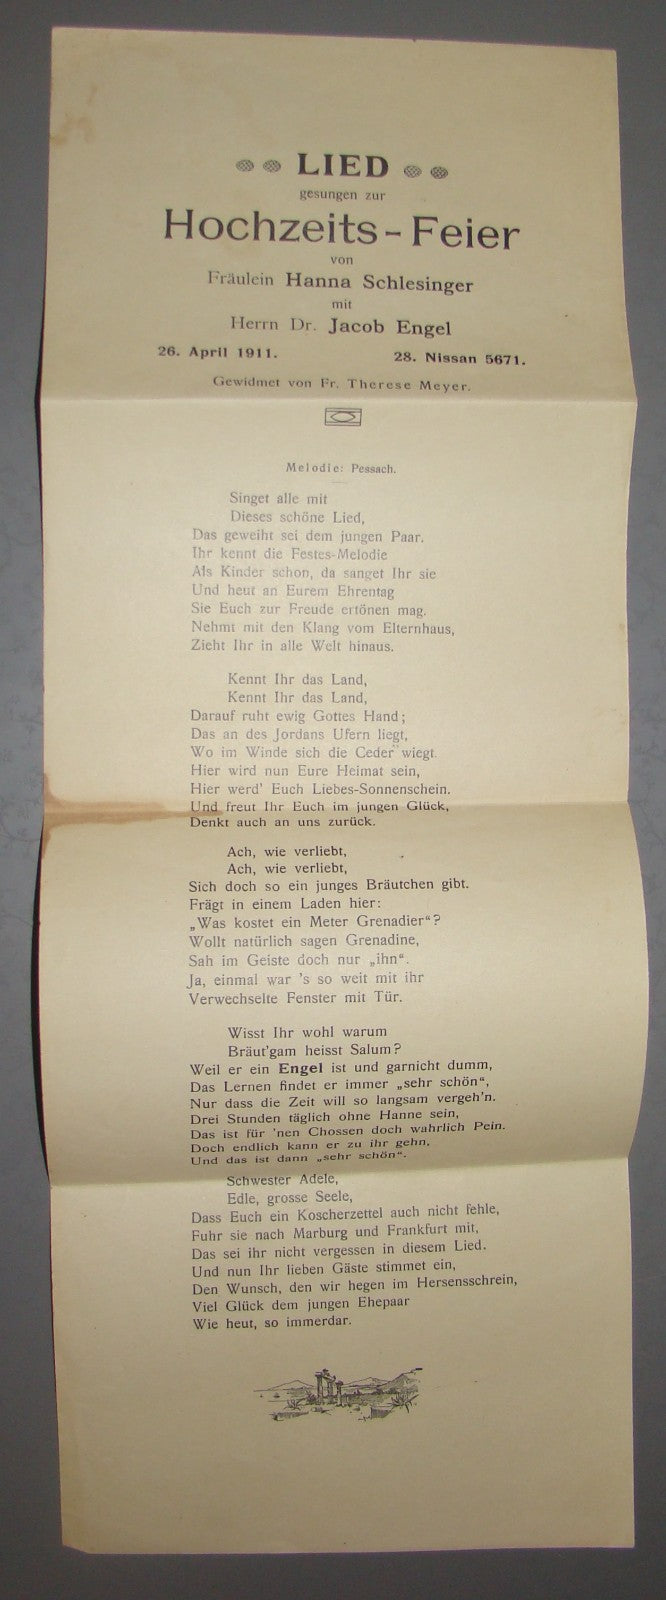 LIED
gesungen zur
Hochzeits-Feier
von
Fräulein Hanna Schlesinger
mit
Herrn Dr. Jacob Engel
26. April 1911. 28. Nissan 5671.
Gewidmet von Fr. Therese Meyer.
Melodie: Pessach.
Singet alle mit
Dieses schöne Lied,
Das geweiht sei dem jungen Paar.
Ihr kennt die Festes-Melodie
Als Kinder schon, da sanget Ihr sie
Und heut an Eurem Ehrentag
Sie Euch zur Freude ertönen mag.
Nehmt mit den Klang vom Elternhaus,
Zieht Ihr in alle Welt hinaus.
Kennt Ihr das Land,
Kennt Ihr das Land,
Darauf ruht ewig Gottes Hand;
Das an des Jordans Ufern liegt,
Wo im Winde sich die Ceder wiegt.
Hier wird nun Eure Heimat sein,
Hier werd' Euch Liebes-Sonnenschein.
Und freut Ihr Euch im jungen Glück,
Denkt auch an uns zurück.
Ach, wie verliebt,
Ach, wie verliebt,
Sich doch so ein junges Bräutchen gibt.
Frägt in einem Laden hier:
„Was kostet ein Meter Grenadier“?
Wollt natürlich sagen Grenadine,
Sah im Geiste doch nur „ihn“.
Ja, einmal war 's so weit mit ihr
Verwechselte Fenster mit Tür.
Wisst Ihr wohl warum
Bräut'gam heisst Salum?
Weil er ein Engel ist und garnicht dumm,
Das Lernen findet er immer „sehr schön“,
Nur dass die Zeit will so langsam vergeh'n.
Drei Stunden täglich ohne Hanne sein,
Das ist für 'nen Chossen doch wahrlich Pein.
Doch endlich kann er zu ihr gehn,
Und das ist dann „sehr schön“.
Schwester Adele,
Edle, grosse Seele,
Dass Euch ein Koscherzettel auch nicht fehle,
Fuhr sie nach Marburg und Frankfurt mit,
Das sei ihr nicht vergessen in diesem Lied.
Und nun Ihr lieben Gäste stimmet ein,
Den Wunsch, den wir hegen im Hersensschrein,
Viel Glück dem jungen Ehepaar
Wie heut, so immerdar.